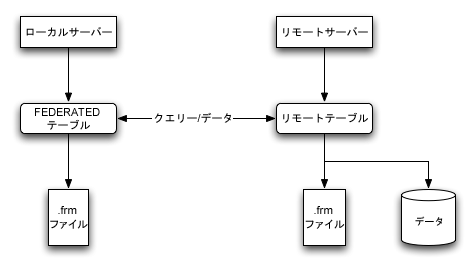 ローカルサーバー
リモートサーバー
FEDERATED
テーブル
クエリー/データ
リモートテーブル
.frm
ファイル
.frm
ファイル
データ